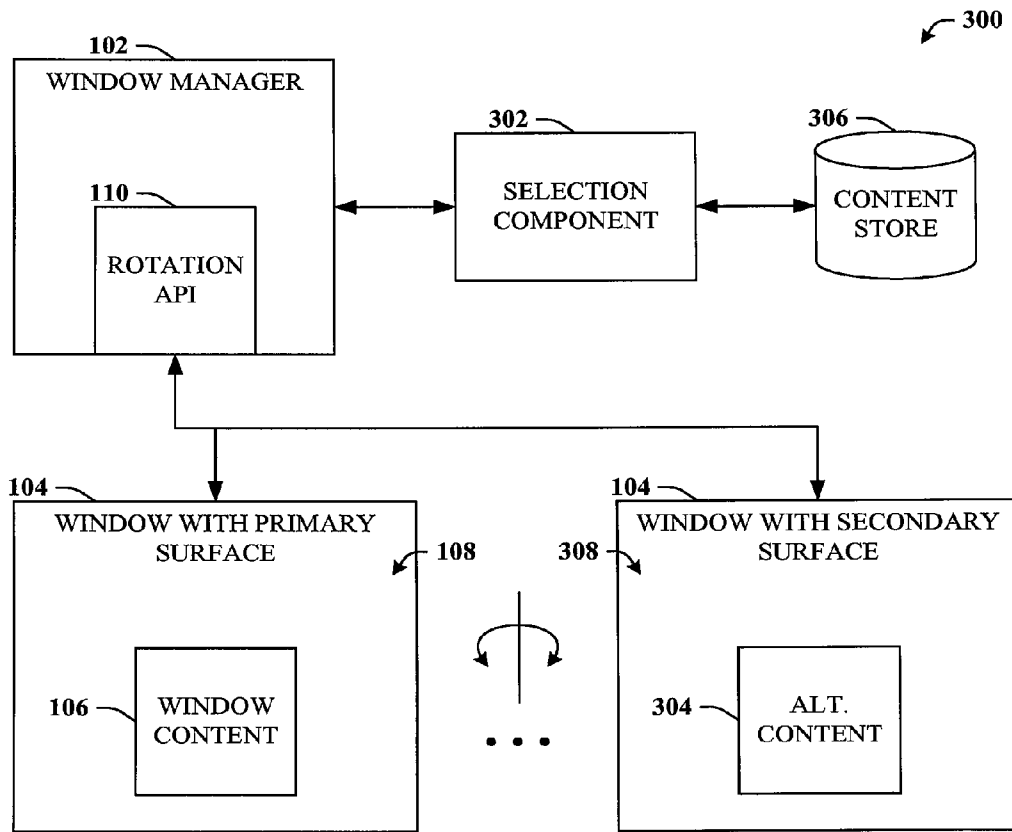 300
102
WINDOW MANAGER
302
306
110
SELECTION
COMPONENT
CONTENT
STORE
ROTATION
API
104
104
WINDOW WITH PRIMARY
SURFACE
WINDOW WITH SECONDARY
SURFACE
108
308
106
WINDOW
CONTENT
304
ALT.
CONTENT